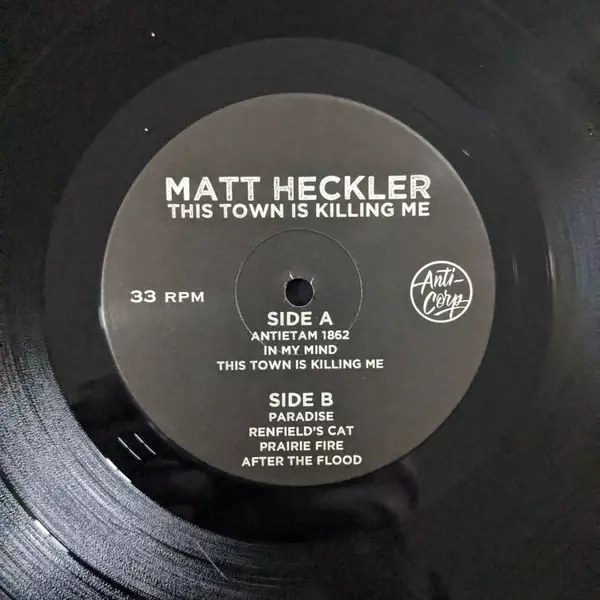 MATT HECKLER
THIS TOWN IS KILLING ME
33 RPM
Anti-
Corp
SIDE A
ANTIETAM 1862
IN MY MIND
THIS TOWN IS KILLING ME
SIDE B
PARADISE
RENFIELD'S CAT
PRAIRIE FIRE
AFTER THE FLOOD